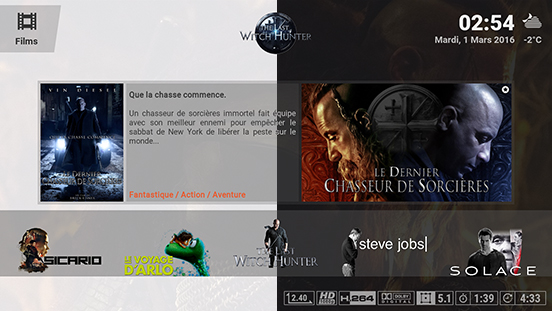 Films
THE LAST
WITCH HUNTER
02:54
Mardi, 1 Mars 2016 -2°C
VIN DIESEL
Que la chasse commence.
Un chasseur de sorcières immortel fait équipe
avec son meilleur ennemi pour empêcher le
sabbat de New York de libérer la peste sur le
monde...
Fantastique / Action / Aventure
LE DERNIER
CHASSEUR DE SORCIÈRES
LE DERNIER
CHASSEUR DE SORCIÈRES
SICARIO
LE VOYAGE
D'ARLO
THE LAST
WITCH HUNTER
steve jobs
SOLACE
2.40
HD
H.264
DOLBY
DIGITAL
5.1
1:39
4:33